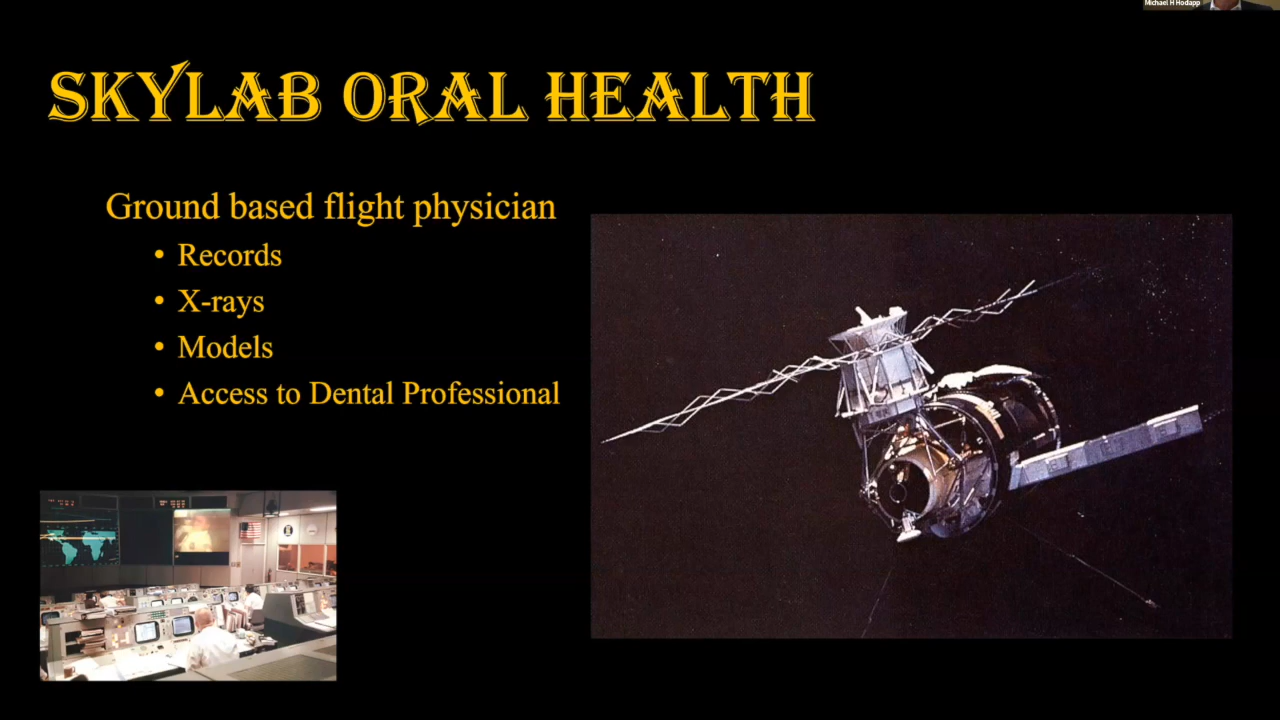 Michael H Hodapp
SKYLAB ORAL HEALTH
Ground based flight physician
• Records
• X-rays
• Models
• Access to Dental Professional